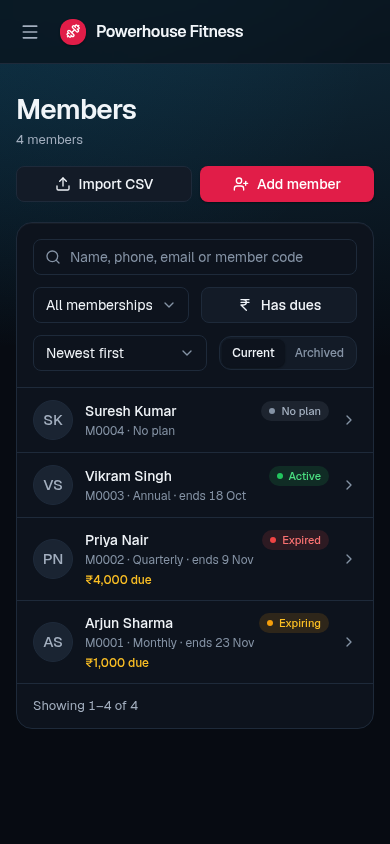 Powerhouse Fitness
Members
4 members
Import CSV
Add member
Name, phone, email or member code
All memberships
₹ Has dues
Newest first
Current
Archived
SK
Suresh Kumar
No plan
M0004 · No plan
VS
Vikram Singh
Active
M0003 · Annual · ends 18 Oct
PN
Priya Nair
Expired
M0002 · Quarterly · ends 9 Nov
₹4,000 due
AS
Arjun Sharma
Expiring
M0001 · Monthly · ends 23 Nov
₹1,000 due
Showing 1–4 of 4